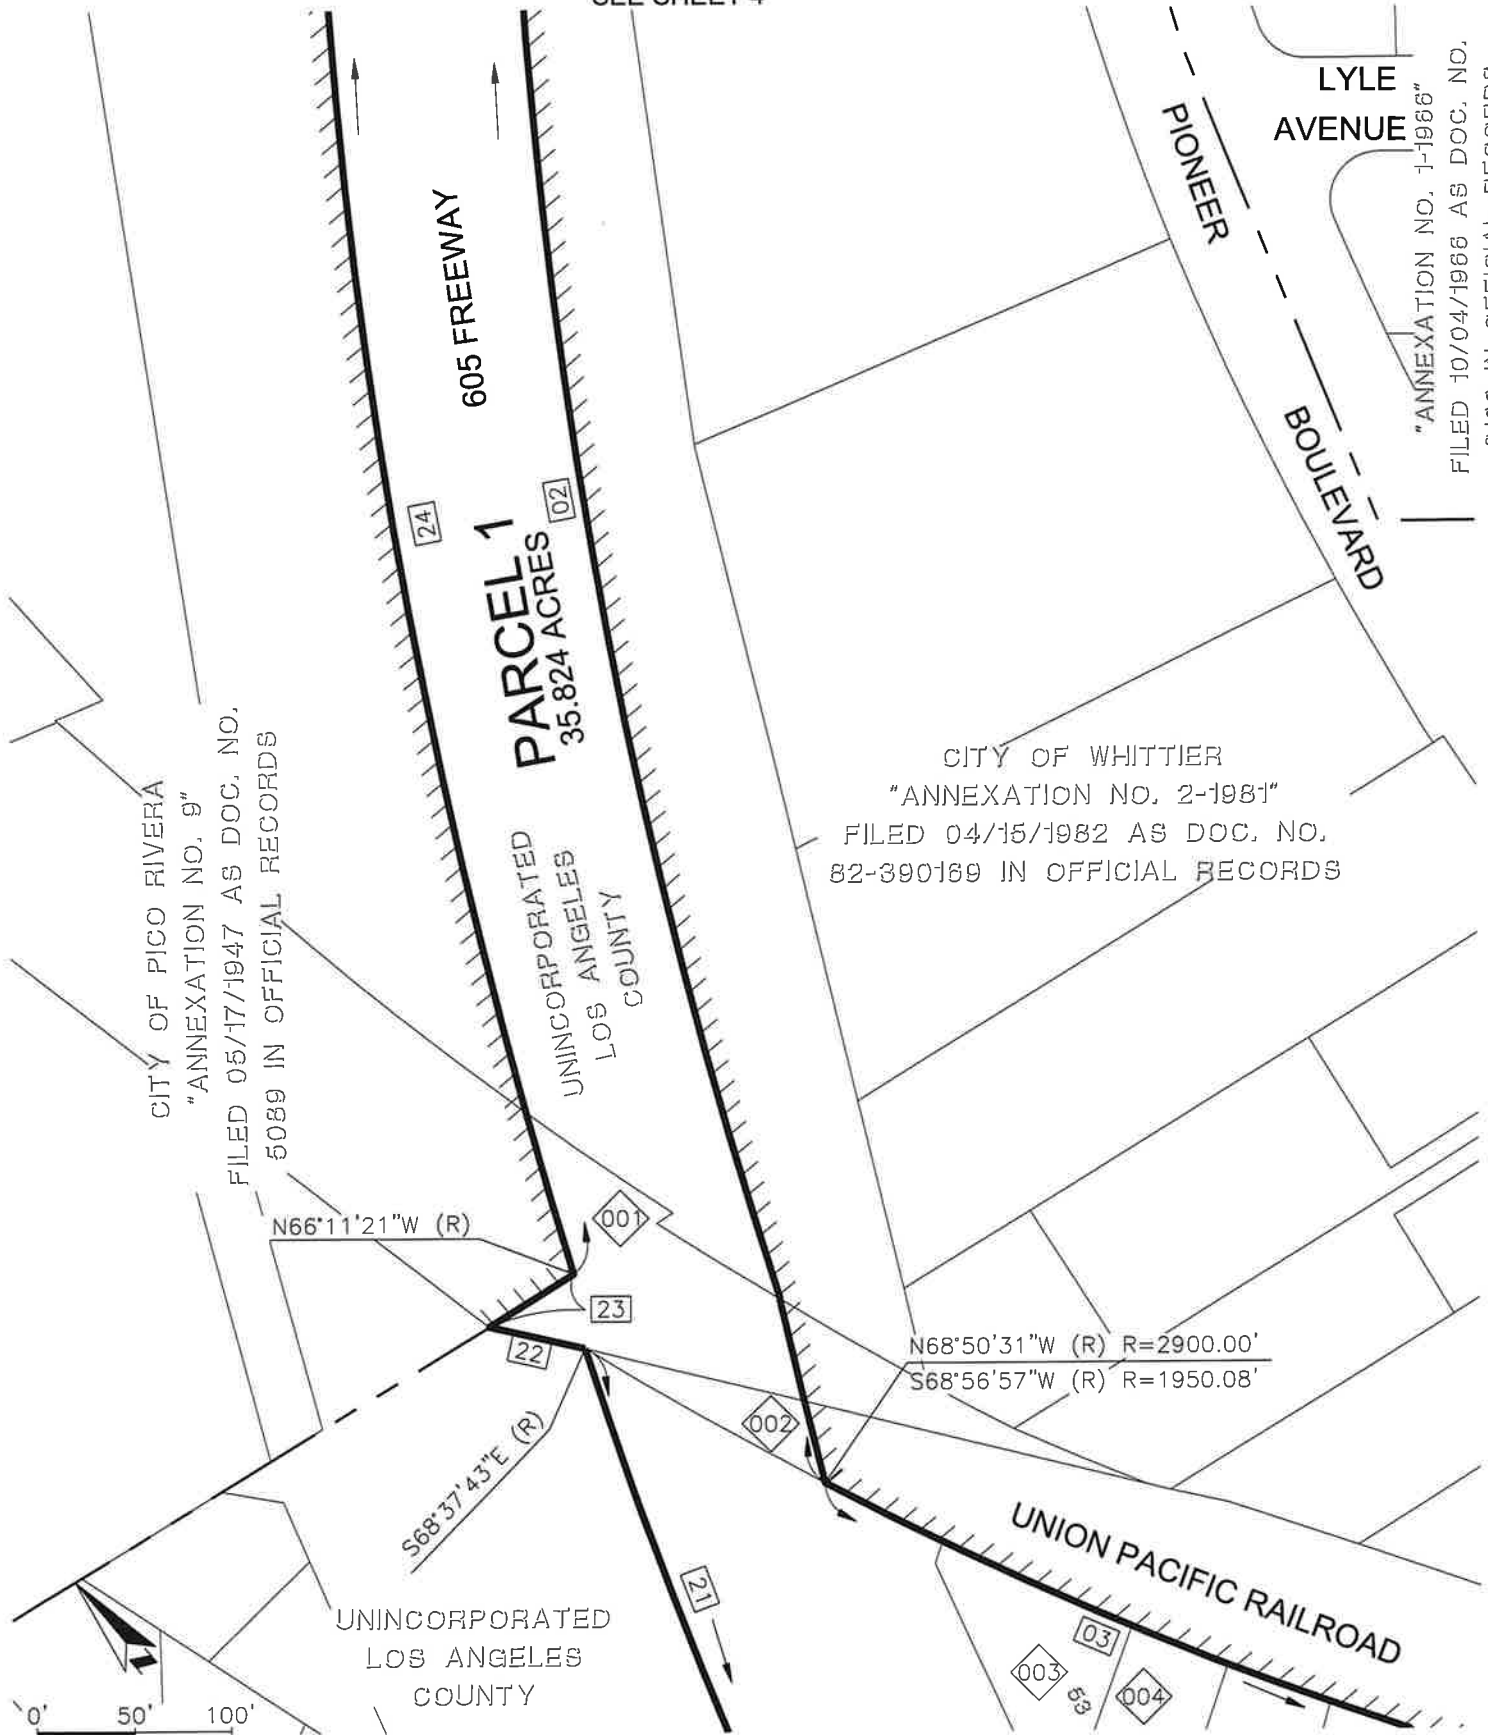 LYLE
AVENUE
PIONEER
BOULEVARD
"ANNEXATION NO. 1-1966"
FILED 10/04/1966 AS DOC. NO.
605 FREEWAY
24
02
PARCEL 1
35.824 ACRES
CITY OF PICO RIVERA
"ANNEXATION NO. 9"
FILED 05/17/1947 AS DOC. NO.
5089 IN OFFICIAL RECORDS
CITY OF WHITTIER
"ANNEXATION NO. 2-1981"
FILED 04/15/1982 AS DOC. NO.
82-390169 IN OFFICIAL RECORDS
UNINCORPORATED
LOS ANGELES
COUNTY
N66°11'21"W (R)
001
23
22
N68°50'31"W (R) R=2900.00'
S68°56'57"W (R) R=1950.08'
002
S68°37'43"E (R)
UNION PACIFIC RAILROAD
21
03
003
53
004
UNINCORPORATED
LOS ANGELES
COUNTY
N
0' 50' 100'